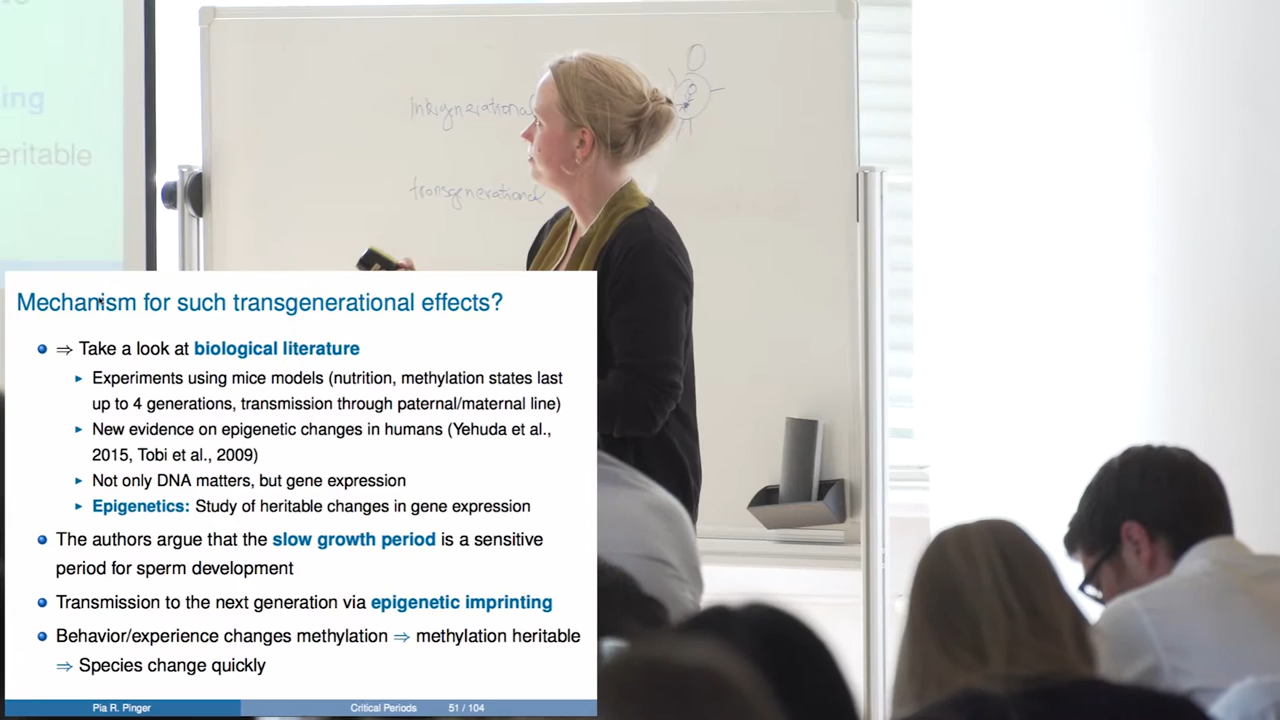 ing
eritable
Intergenerational
transgenerational
Mechanism for such transgenerational effects?
⇒ Take a look at biological literature
Experiments using mice models (nutrition, methylation states last
up to 4 generations, transmission through paternal/maternal line)
New evidence on epigenetic changes in humans (Yehuda et al.,
2015, Tobi et al., 2009)
Not only DNA matters, but gene expression
Epigenetics: Study of heritable changes in gene expression
The authors argue that the slow growth period is a sensitive
period for sperm development
Transmission to the next generation via epigenetic imprinting
Behavior/experience changes methylation ⇒ methylation heritable
⇒ Species change quickly
Pia R. Pinger Critical Periods 51 / 104